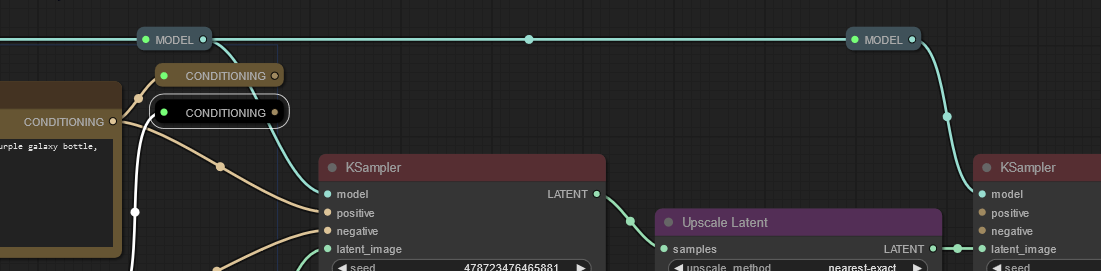 MODEL
MODEL
CONDITIONING
CONDITIONING
CONDITIONING
urple galaxy bottle,
KSampler
LATENT
model
positive
negative
latent_image
seed 478723476465881
Upscale Latent
samples LATENT
upscale_method nearest-exact
KSampler
model
positive
negative
latent_image
seed